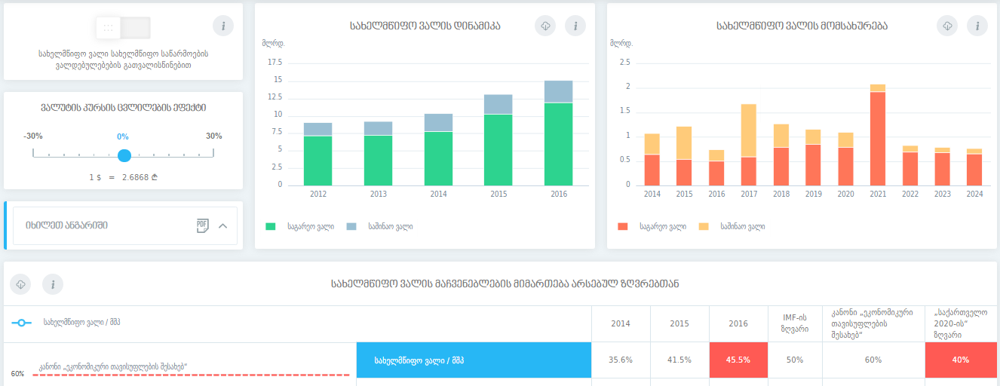 სახელმწიფო ვალი სახელმწიფო საწარმოების
ვალდებულებების გათვალისწინებით
ვალუტის კურსის ცვლილების ეფექტი
-30%
0%
30%
1 $ = 2.6868 ₾
იხილეთ ანგარიში
PDF
სახელმწიფო ვალის დინამიკა
მლრდ.
17.5
15
12.5
10
7.5
5
2.5
0
2012 2013 2014 2015 2016
საგარეო ვალი
საშინაო ვალი
სახელმწიფო ვალის მომსახურება
მლრდ.
2.5
2
1.5
1
0.5
0
2014 2015 2016 2017 2018 2019 2020 2021 2022 2023 2024
საგარეო ვალი
საშინაო ვალი
სახელმწიფო ვალის მაჩვენებლების მიმართება არსებულ ზღვრებთან
სახელმწიფო ვალი / მშპ
2014
2015
2016
IMF-ის
ზღვარი
კანონი „ეკონომიკური
თავისუფლების
შესახებ“
„საქართველო
2020-ის“
ზღვარი
კანონი „ეკონომიკური თავისუფლების შესახებ“
60%
სახელმწიფო ვალი / მშპ
35.6%
41.5%
45.5%
50%
60%
40%